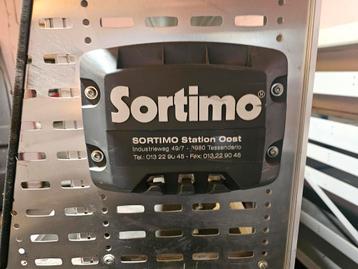 Sortimo®
SORTIMO Station Oost
Industrieweg 49/7 - 3980 Tessenderlo
Tel.: 013 22 90 45 - Fax: 013 22 90 46